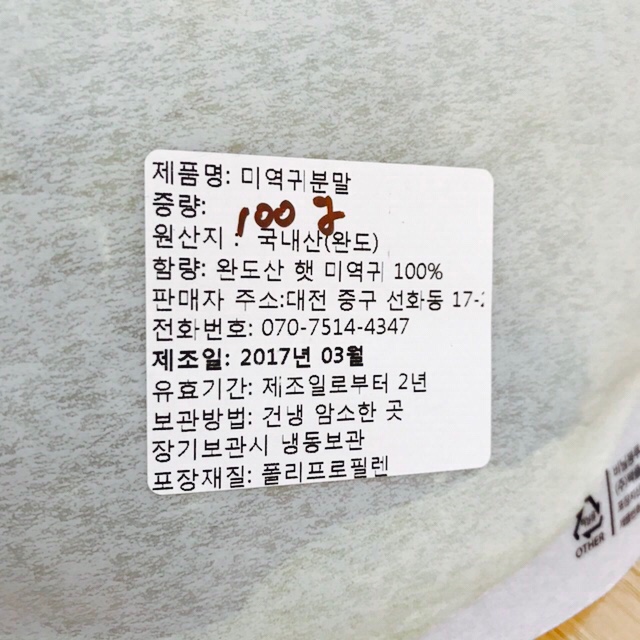 제품명: 미역귀분말
중량: 100 g
원산지 : 국내산(완도)
함량: 완도산 햇 미역귀 100%
판매자 주소:대전 중구 선화동 17-2
전화번호: 070-7514-4347
제조일: 2017년 03월
유효기간: 제조일로부터 2년
보관방법: 건냉 암소한 곳
장기보관시 냉동보관
포장재질: 폴리프로필렌
OTHER